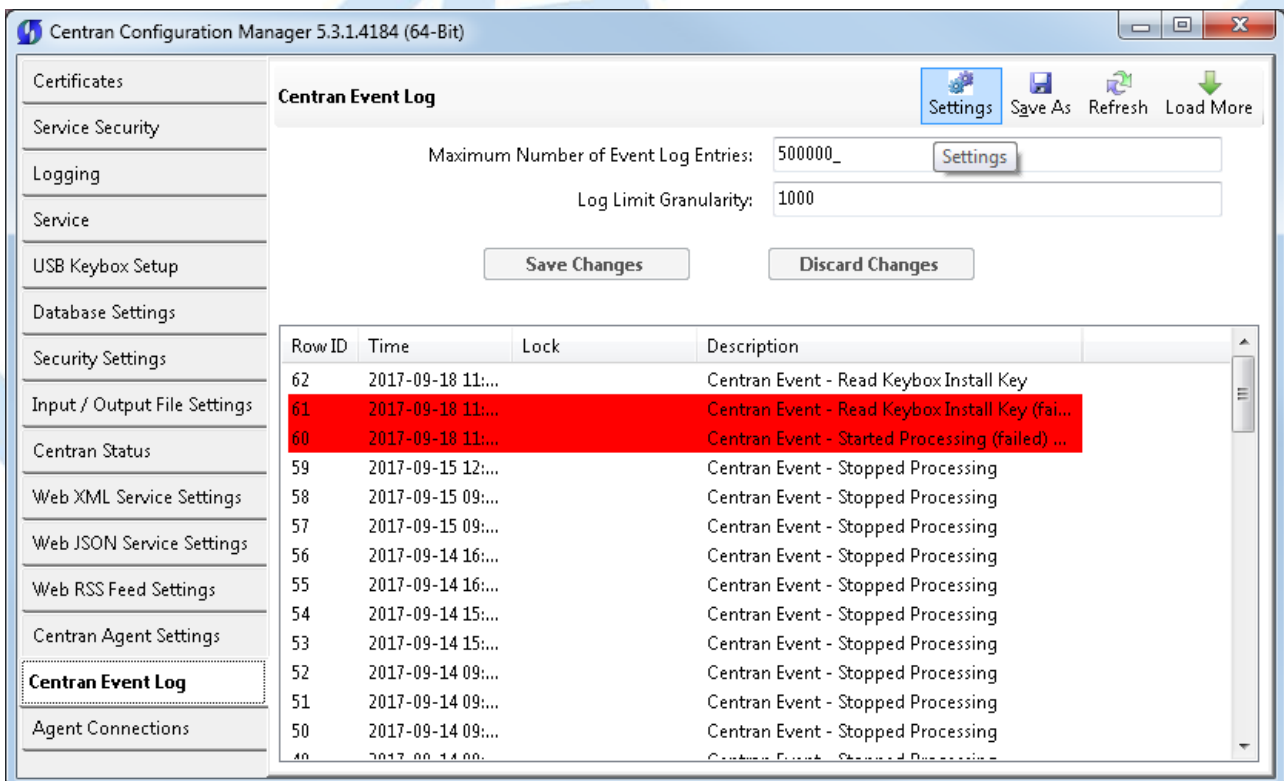 Centran Configuration Manager 5.3.1.4184 (64-Bit)
Certificates
Service Security
Logging
Service
USB Keybox Setup
Database Settings
Security Settings
Input / Output File Settings
Centran Status
Web XML Service Settings
Web JSON Service Settings
Web RSS Feed Settings
Centran Agent Settings
Centran Event Log
Agent Connections
Centran Event Log
Settings Save As Refresh Load More
Maximum Number of Event Log Entries: 500000_
Settings
Log Limit Granularity: 1000
Save Changes Discard Changes
Row ID Time Lock Description
62 2017-09-18 11:... Centran Event - Read Keybox Install Key
61 2017-09-18 11:... Centran Event - Read Keybox Install Key (fai...
60 2017-09-18 11:... Centran Event - Started Processing (failed) ...
59 2017-09-15 12:... Centran Event - Stopped Processing
58 2017-09-15 09:... Centran Event - Stopped Processing
57 2017-09-15 09:... Centran Event - Stopped Processing
56 2017-09-14 16:... Centran Event - Stopped Processing
55 2017-09-14 16:... Centran Event - Stopped Processing
54 2017-09-14 15:... Centran Event - Stopped Processing
53 2017-09-14 15:... Centran Event - Stopped Processing
52 2017-09-14 09:... Centran Event - Stopped Processing
51 2017-09-14 09:... Centran Event - Stopped Processing
50 2017-09-14 09:... Centran Event - Stopped Processing